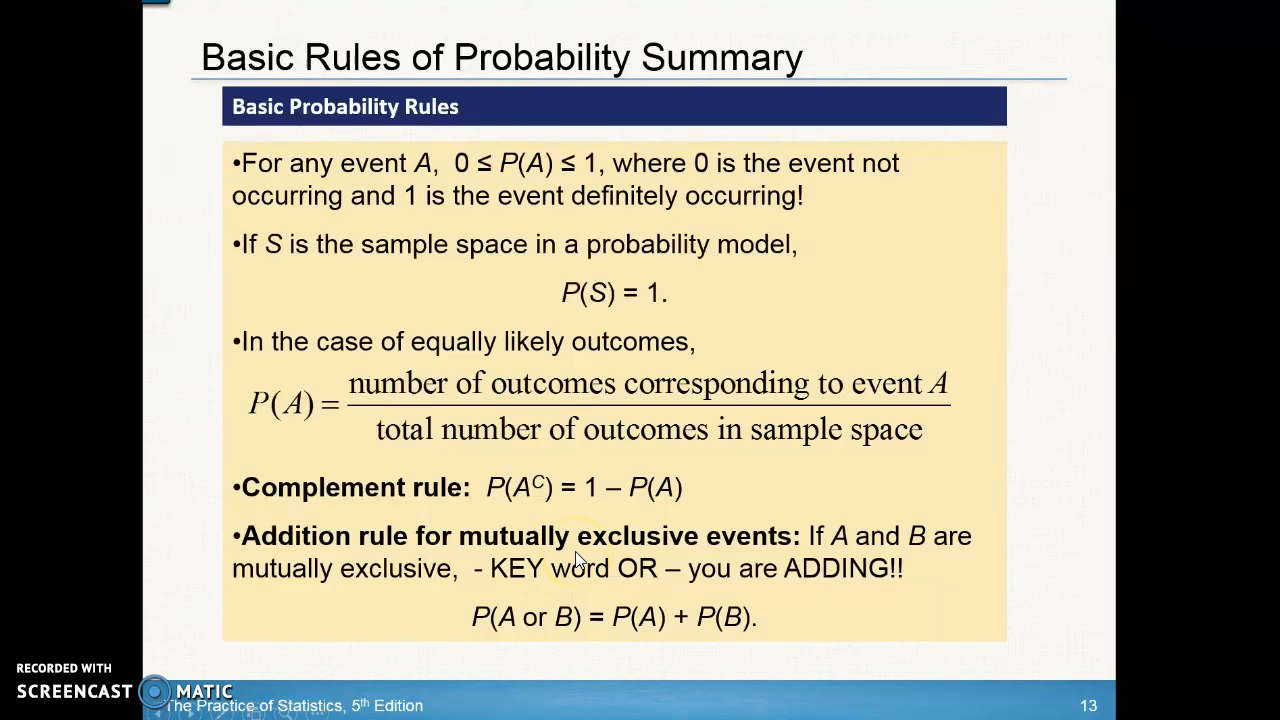 Basic Rules of Probability Summary
Basic Probability Rules
•For any event A, 0 ≤ P(A) ≤ 1, where 0 is the event not
occurring and 1 is the event definitely occurring!
•If S is the sample space in a probability model,
P(S) = 1.
•In the case of equally likely outcomes,
P(A) = number of outcomes corresponding to event A
total number of outcomes in sample space
•Complement rule: P(Aᶜ) = 1 – P(A)
•Addition rule for mutually exclusive events: If A and B are
mutually exclusive, - KEY word OR – you are ADDING!!
P(A or B) = P(A) + P(B).
RECORDED WITH
SCREENCAST MATIC
The Practice of Statistics, 5th Edition
13